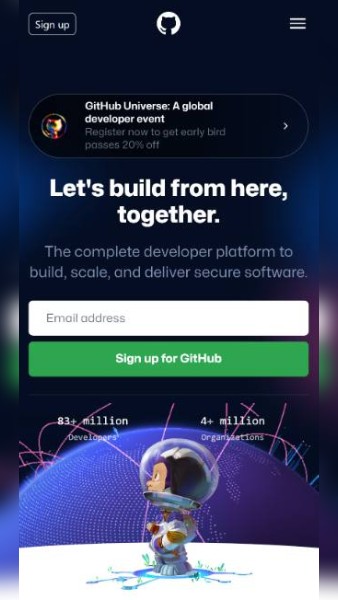 Sign up
GitHub Universe: A global
developer event
Register now to get early bird
passes 20% off
Let's build from here,
together.
The complete developer platform to
build, scale, and deliver secure software.
Email address
Sign up for GitHub
83+ million
4+ million
Developers
Organizations